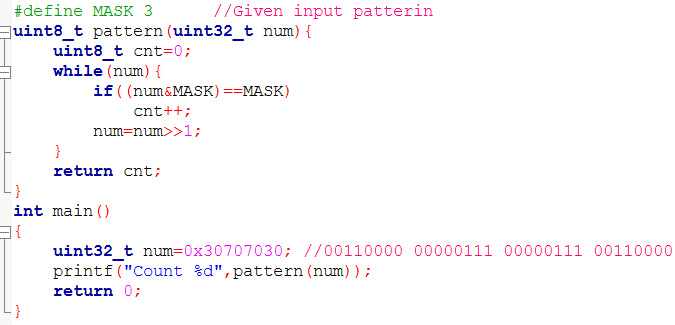 #define MASK 3      //Given input patterin
uint8_t pattern(uint32_t num){
    uint8_t cnt=0;
    while(num){
        if((num&MASK)==MASK)
            cnt++;
        num=num>>1;
    }
    return cnt;
}
int main()
{
    uint32_t num=0x30707030; //00110000 00000111 00000111 00110000
    printf("Count %d",pattern(num));
    return 0;
}